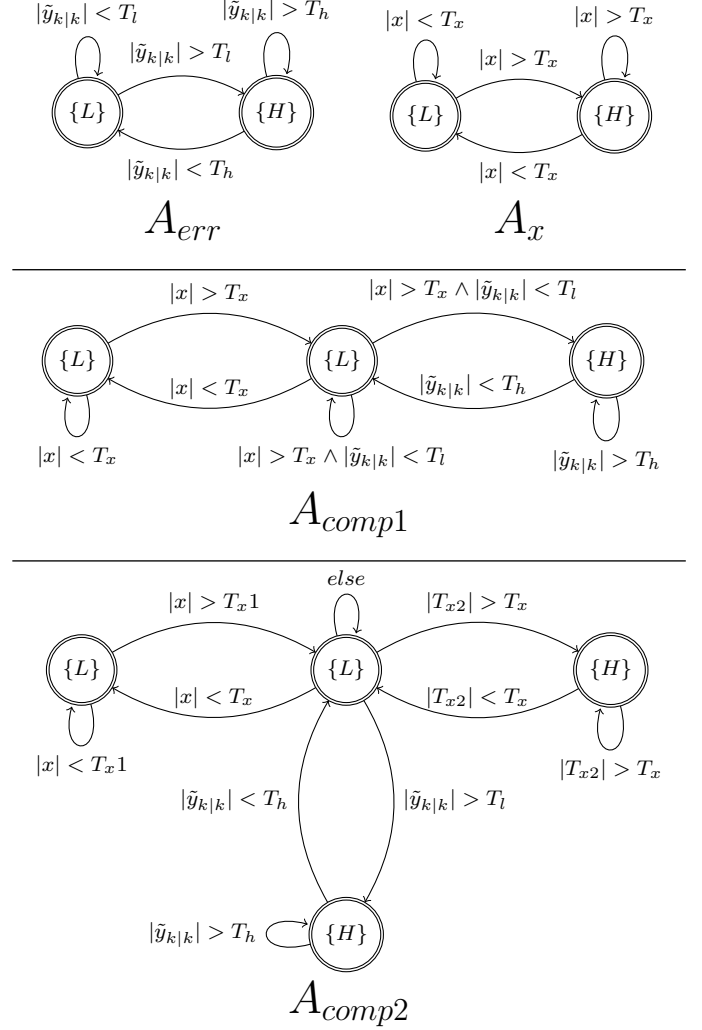 |ỹ_{k|k}| < T_l
|ỹ_{k|k}| > T_h
|x| < T_x
|x| > T_x
|ỹ_{k|k}| > T_l
|x| > T_x
{L}
{H}
{L}
{H}
|ỹ_{k|k}| < T_h
|x| < T_x
A_{err}
A_x
|x| > T_x
|x| > T_x ∧ |ỹ_{k|k}| < T_l
{L}
{L}
{H}
|x| < T_x
|ỹ_{k|k}| < T_h
|x| < T_x
|x| > T_x ∧ |ỹ_{k|k}| < T_l
|ỹ_{k|k}| > T_h
A_{comp1}
else
|x| > T_x1
|T_{x2}| > T_x
{L}
{L}
{H}
|x| < T_x
|T_{x2}| < T_x
|x| < T_x1
|T_{x2}| > T_x
|ỹ_{k|k}| < T_h
|ỹ_{k|k}| > T_l
|ỹ_{k|k}| > T_h
{H}
A_{comp2}